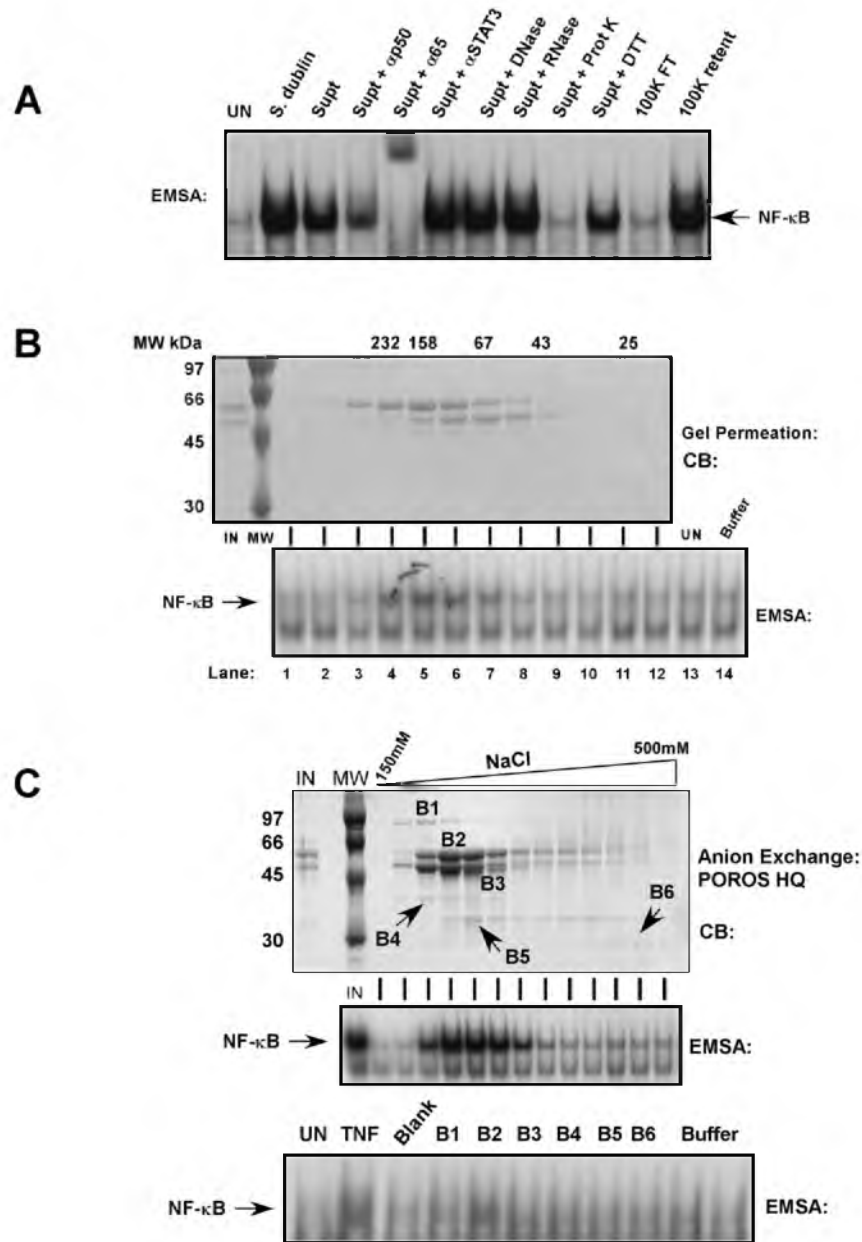 A
UN
S. dublin
Supt
Supt + αp50
Supt + α65
Supt + αSTAT3
Supt + DNase
Supt + RNase
Supt + Prot K
Supt + DTT
100K FT
100K retent
EMSA:
NF-κB
B
MW kDa
232 158 67 43 25
97
66
45
30
Gel Permeation:
CB:
IN MW
UN
Buffer
NF-κB
EMSA:
Lane: 1 2 3 4 5 6 7 8 9 10 11 12 13 14
C
IN MW
150mM
NaCl
500mM
97
66
45
30
B1
B2
B3
B4
B5
B6
Anion Exchange:
POROS HQ
CB:
IN
NF-κB
EMSA:
UN TNF Blank B1 B2 B3 B4 B5 B6 Buffer
NF-κB
EMSA: